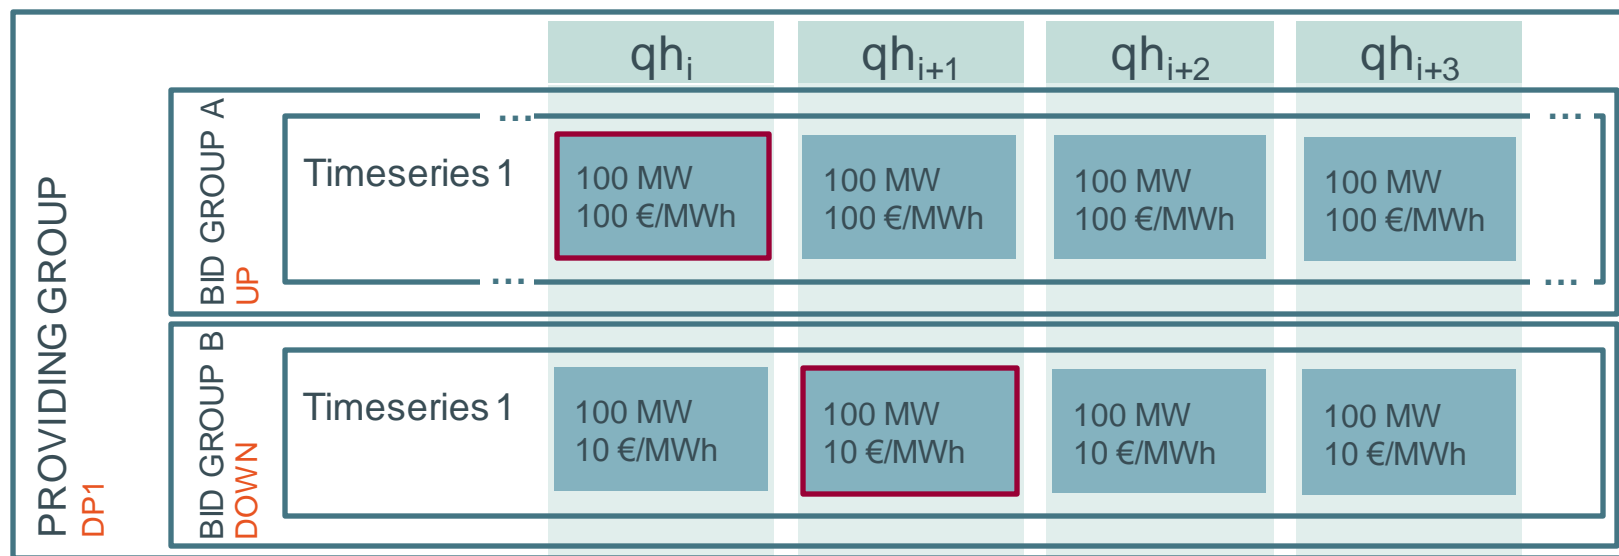 qhi qhi+1 qhi+2 qhi+3
PROVIDING GROUP
DP1
BID GROUP A
UP
... ...
Timeseries 1
100 MW 100 MW 100 MW 100 MW
100 €/MWh 100 €/MWh 100 €/MWh 100 €/MWh
... ...
BID GROUP B
DOWN
Timeseries 1
100 MW 100 MW 100 MW 100 MW
10 €/MWh 10 €/MWh 10 €/MWh 10 €/MWh